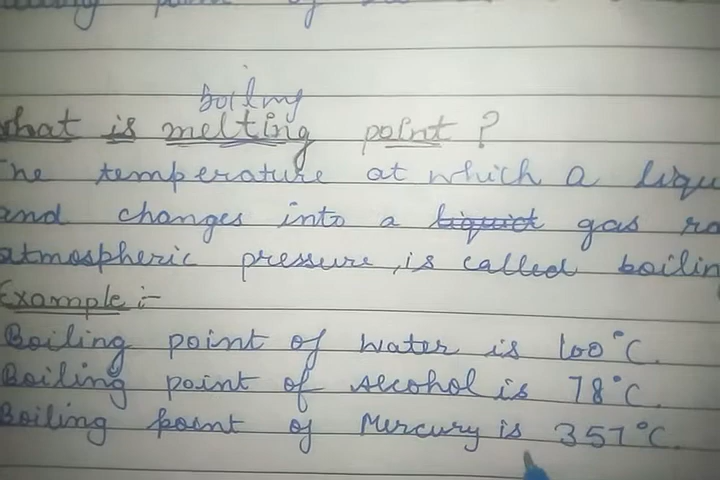 point of
boiling
what is melting point ?
The temperature at which a liqu
and changes into a liquid gas
atmospheric pressure, is called boilin
Example :-
Boiling point of water is 100°C.
Boiling point of Alcohol is 78°C.
Boiling point of Mercury is 357°C.